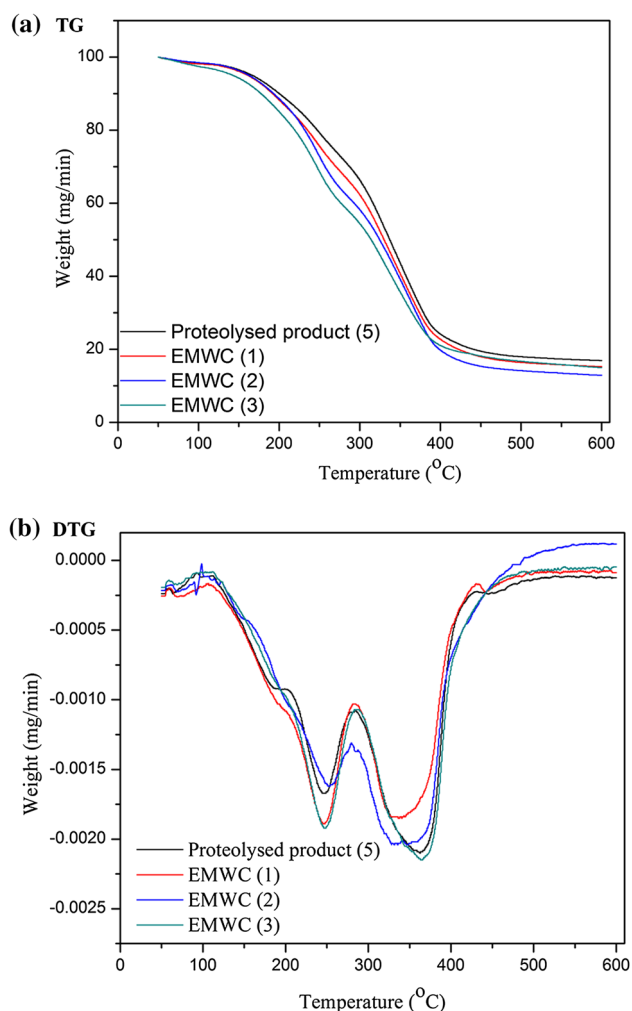 (a) TG
100
80
60
40
20
0
Weight (mg/min)
Proteolysed product (5)
EMWC (1)
EMWC (2)
EMWC (3)
0 100 200 300 400 500 600
Temperature (°C)
(b) DTG
0.0000
-0.0005
-0.0010
-0.0015
-0.0020
-0.0025
Weight (mg/min)
Proteolysed product (5)
EMWC (1)
EMWC (2)
EMWC (3)
0 100 200 300 400 500 600
Temperature (°C)